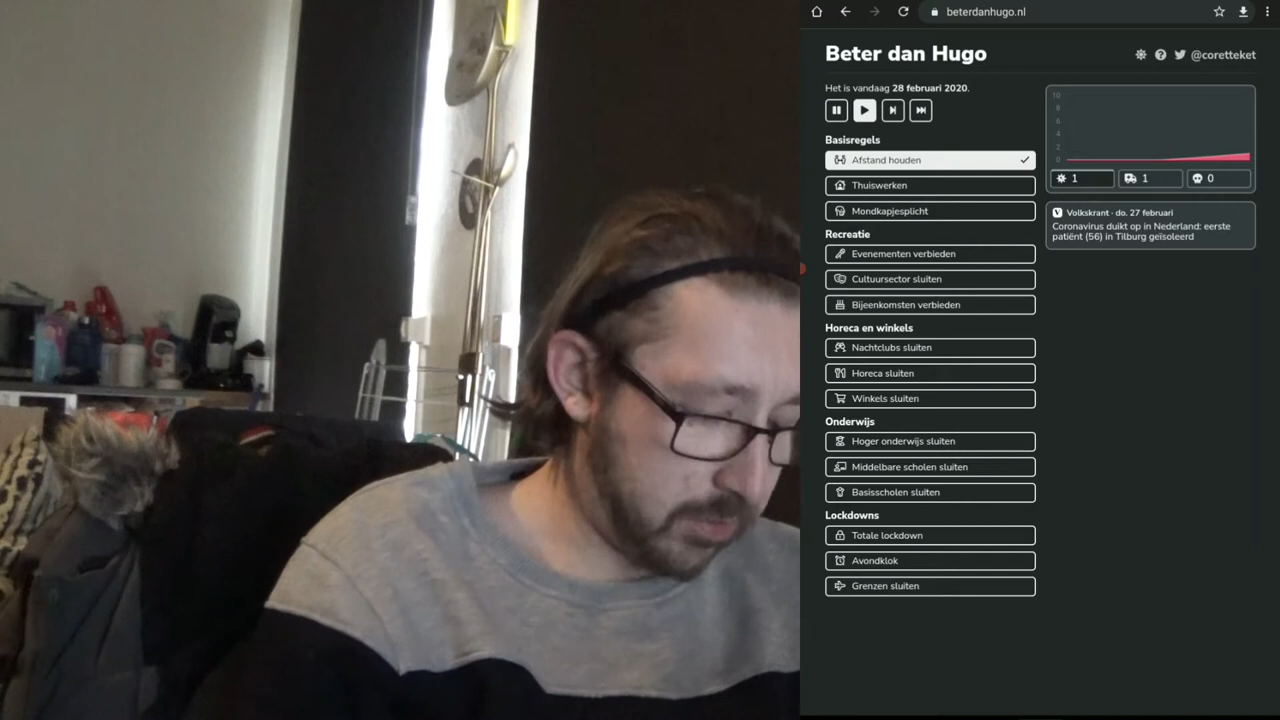 beterdanhugo.nl
Beter dan Hugo
@coretteket
Het is vandaag 28 februari 2020.
Basisregels
Afstand houden
Thuiswerken
Mondkapjesplicht
Recreatie
Evenementen verbieden
Cultuursector sluiten
Bijeenkomsten verbieden
Horeca en winkels
Nachtclubs sluiten
Horeca sluiten
Winkels sluiten
Onderwijs
Hoger onderwijs sluiten
Middelbare scholen sluiten
Basisscholen sluiten
Lockdowns
Totale lockdown
Avondklok
Grenzen sluiten
10
8
6
4
2
0
1
1
0
V Volkskrant · do. 27 februari
Coronavirus duikt op in Nederland: eerste
patiënt (56) in Tilburg geïsoleerd